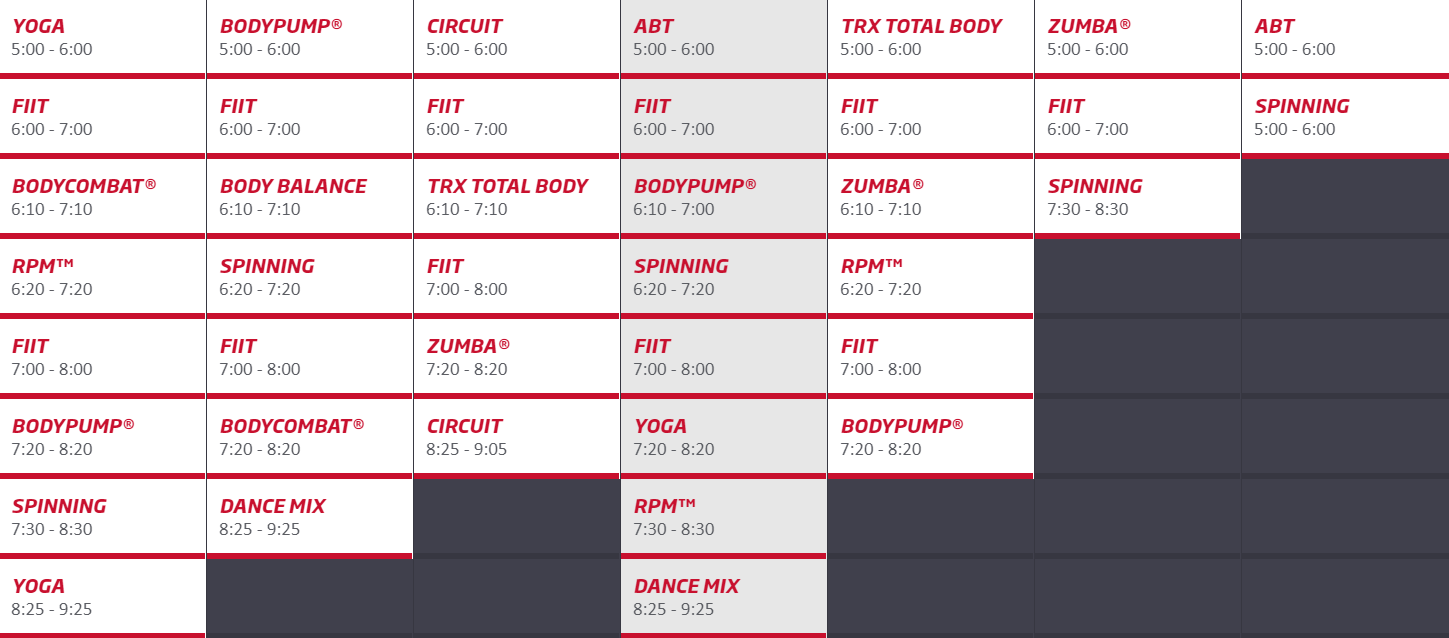 YOGA BODYPUMP® CIRCUIT ABT TRX TOTAL BODY ZUMBA® ABT
5:00 - 6:00 5:00 - 6:00 5:00 - 6:00 5:00 - 6:00 5:00 - 6:00 5:00 - 6:00 5:00 - 6:00
FIIT FIIT FIIT FIIT FIIT FIIT SPINNING
6:00 - 7:00 6:00 - 7:00 6:00 - 7:00 6:00 - 7:00 6:00 - 7:00 6:00 - 7:00 5:00 - 6:00
BODYCOMBAT® BODY BALANCE TRX TOTAL BODY BODYPUMP® ZUMBA® SPINNING
6:10 - 7:10 6:10 - 7:10 6:10 - 7:10 6:10 - 7:00 6:10 - 7:10 7:30 - 8:30
RPM™ SPINNING FIIT SPINNING RPM™
6:20 - 7:20 6:20 - 7:20 7:00 - 8:00 6:20 - 7:20 6:20 - 7:20
FIIT FIIT ZUMBA® FIIT FIIT
7:00 - 8:00 7:00 - 8:00 7:20 - 8:20 7:00 - 8:00 7:00 - 8:00
BODYPUMP® BODYCOMBAT® CIRCUIT YOGA BODYPUMP®
7:20 - 8:20 7:20 - 8:20 8:25 - 9:05 7:20 - 8:20 7:20 - 8:20
SPINNING DANCE MIX RPM™
7:30 - 8:30 8:25 - 9:25 7:30 - 8:30
YOGA DANCE MIX
8:25 - 9:25 8:25 - 9:25